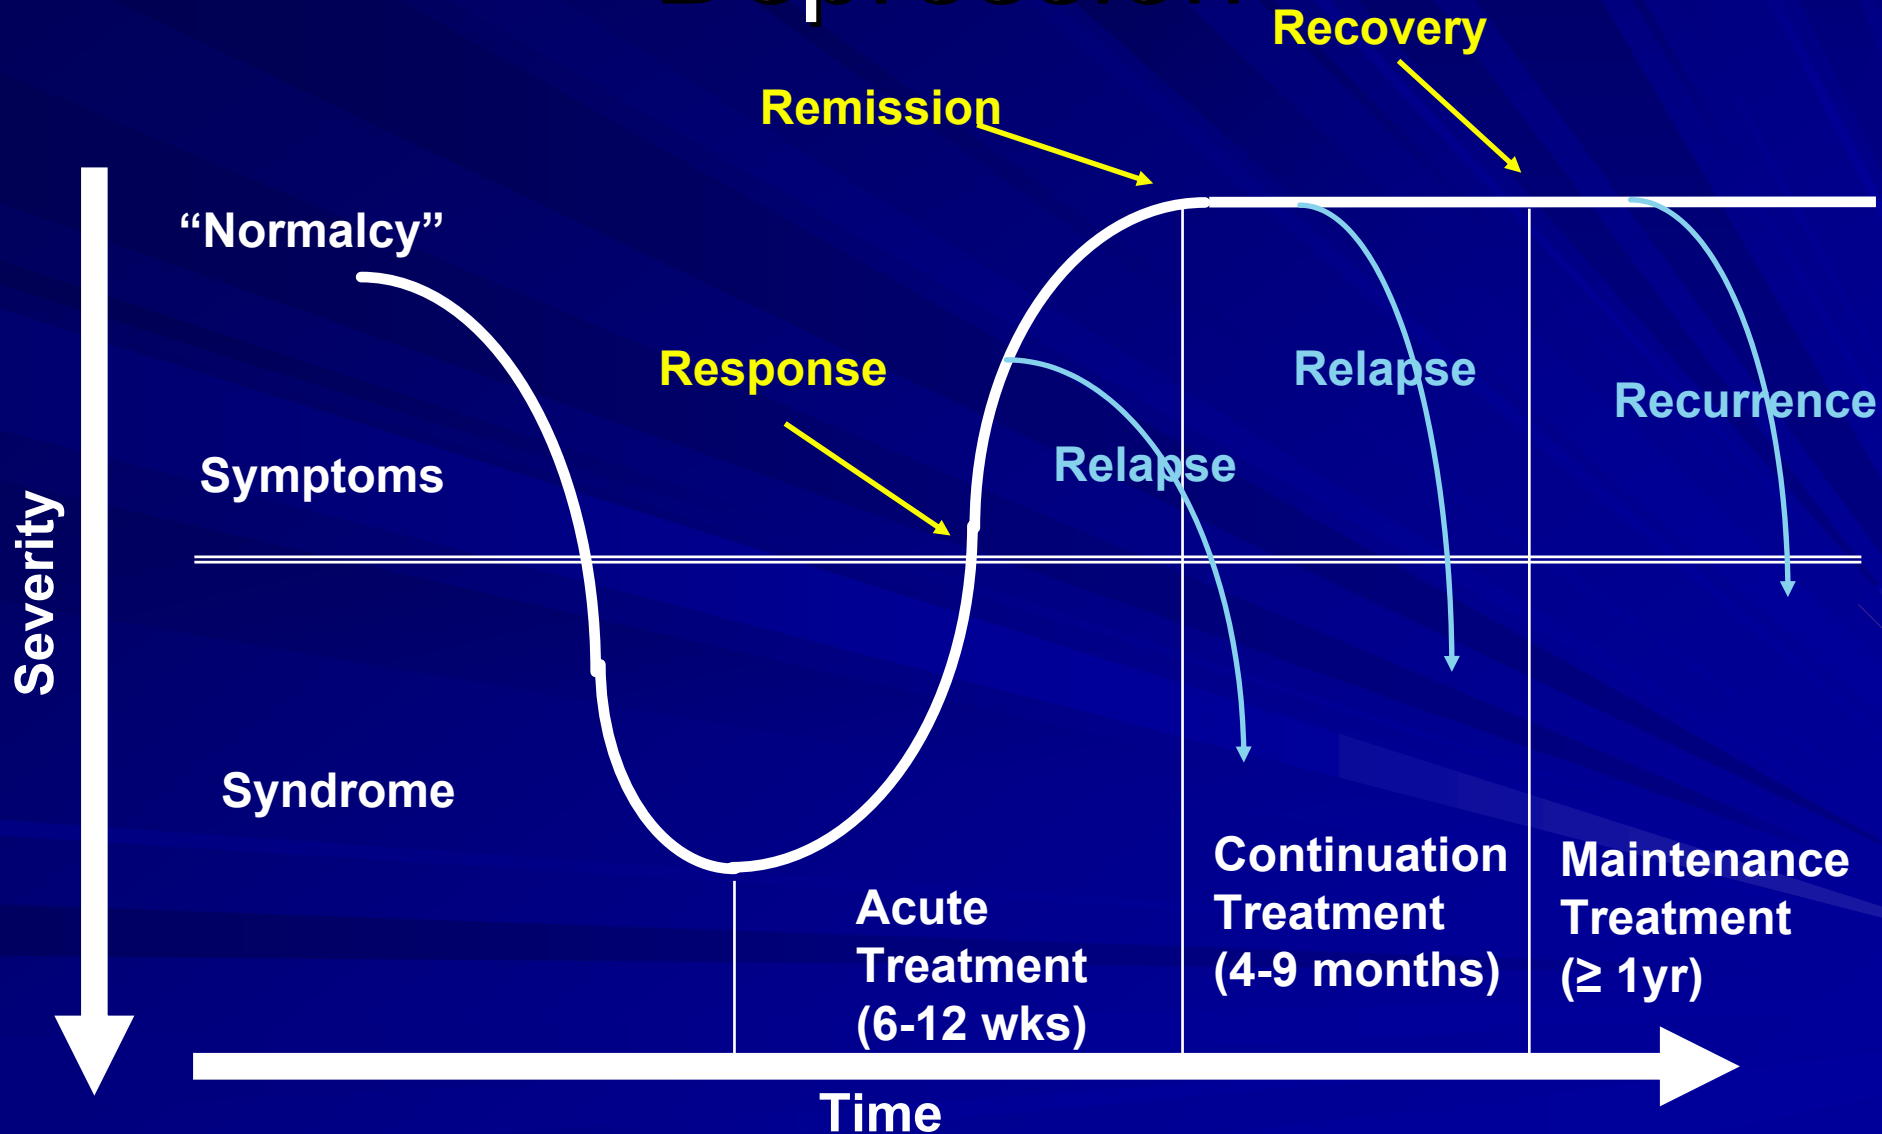 Depression
Recovery
Remission
“Normalcy”
Response
Relapse
Recurrence
Relapse
Symptoms
Severity
Syndrome
Continuation
Treatment
(4-9 months)
Maintenance
Treatment
(≥ 1yr)
Acute
Treatment
(6-12 wks)
Time